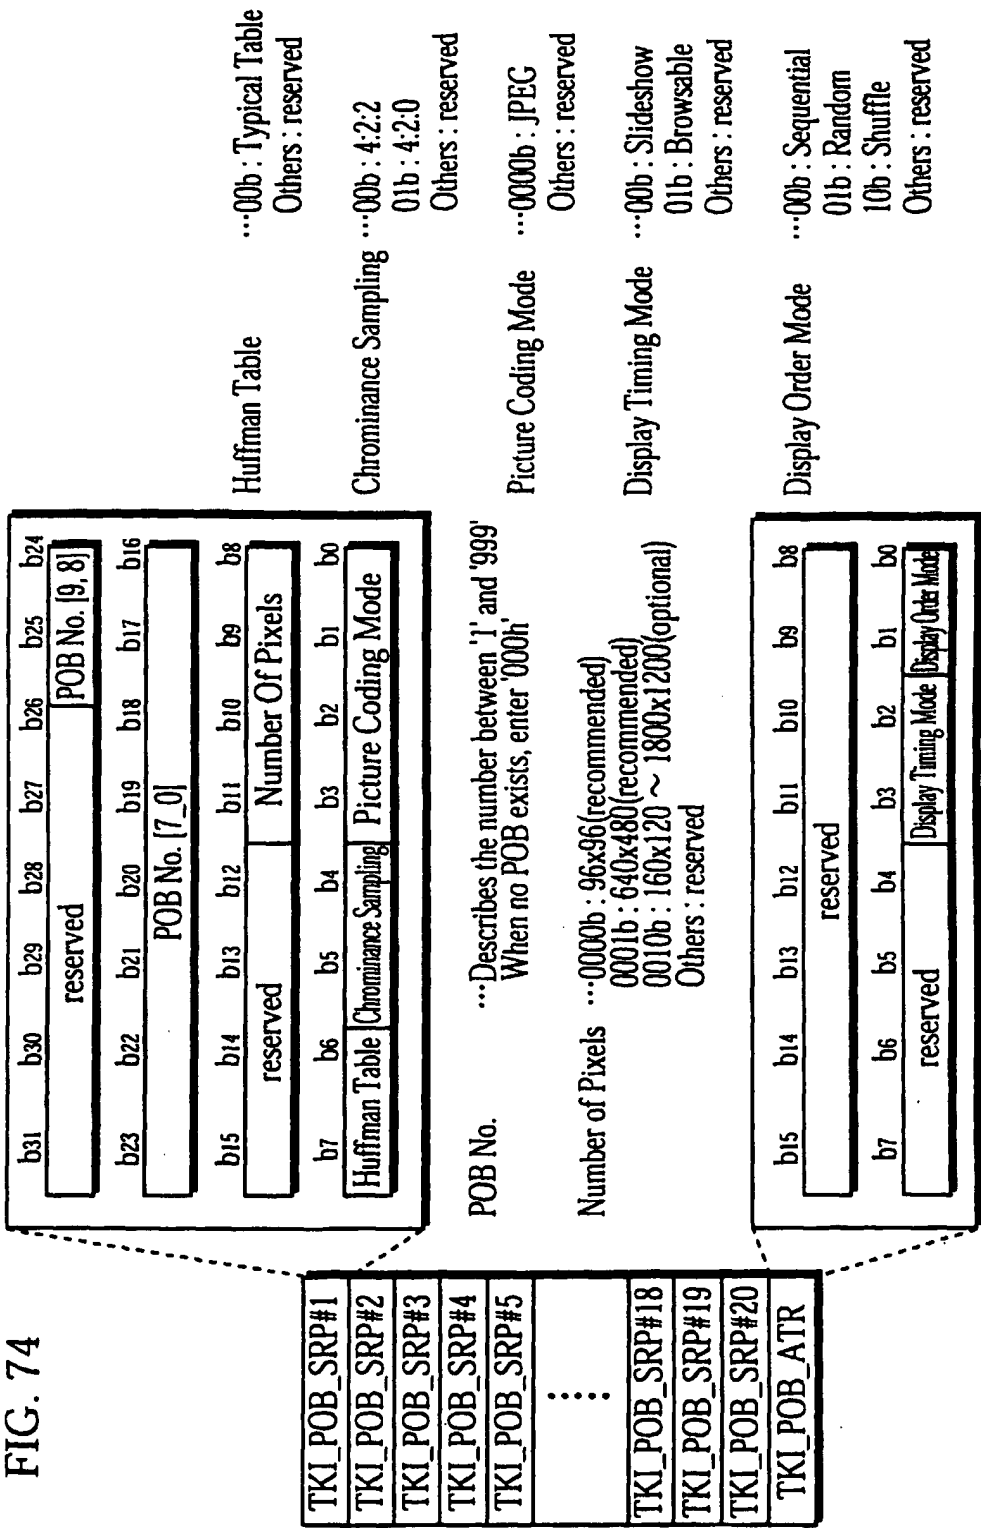 FIG. 74
TKI_POB_SRP#1
TKI_POB_SRP#2
TKI_POB_SRP#3
TKI_POB_SRP#4
TKI_POB_SRP#5
......
TKI_POB_SRP#18
TKI_POB_SRP#19
TKI_POB_SRP#20
TKI_POB_ATR
b31 b30 b29 b28 b27 b26 b25 b24
reserved POB No. [9, 8]
b23 b22 b21 b20 b19 b18 b17 b16
POB No. [7_0]
b15 b14 b13 b12 b11 b10 b9 b8
reserved Number Of Pixels
b7 b6 b5 b4 b3 b2 b1 b0
Huffman Table Chrominance Sampling Picture Coding Mode
POB No. ···Describes the number between '1' and '999'
When no POB exists, enter '000h'
Number of Pixels ···0000b : 96x96(recommended)
0001b : 640x480(recommended)
0010b : 160x120 ~ 1800x1200(optional)
Others : reserved
b15 b14 b13 b12 b11 b10 b9 b8
reserved
b7 b6 b5 b4 b3 b2 b1 b0
reserved Display Timing Mode Display Order Mode
Huffman Table ···00b : Typical Table
Others : reserved
Chrominance Sampling ···00b : 4:2:2
01b : 4:2:0
Others : reserved
Picture Coding Mode ···0000b : JPEG
Others : reserved
Display Timing Mode ···00b : Slideshow
01b : Browsable
Others : reserved
Display Order Mode ···00b : Sequential
01b : Random
10b : Shuffle
Others : reserved